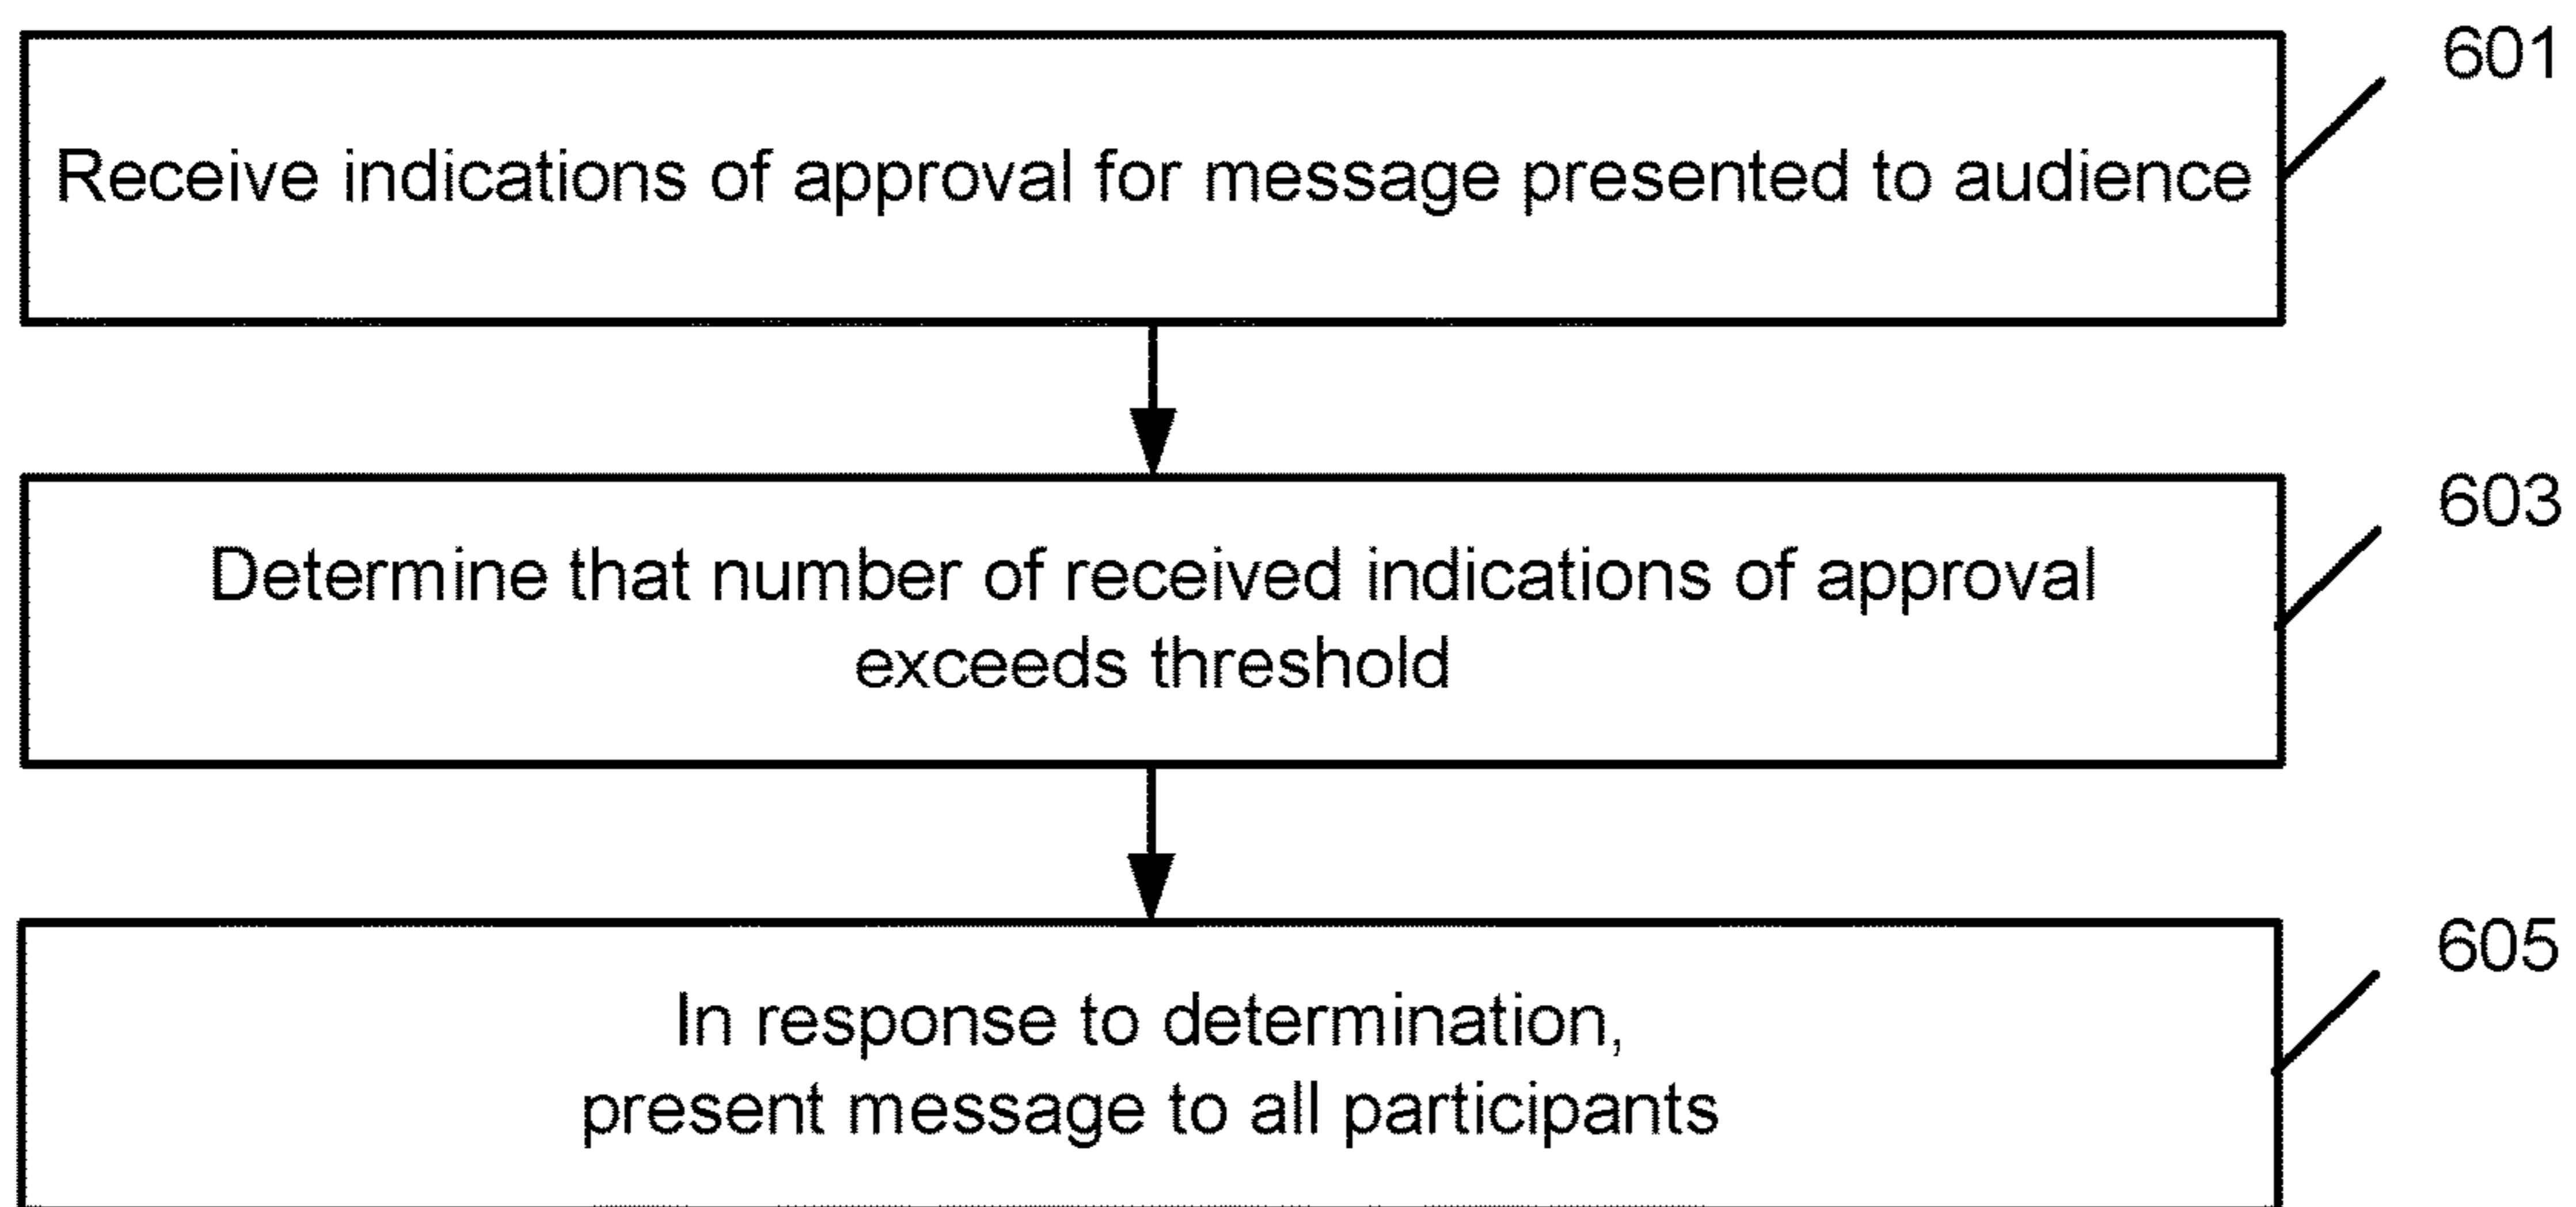 601
Receive indications of approval for message presented to audience
603
Determine that number of received indications of approval
exceeds threshold
605
In response to determination,
present message to all participants